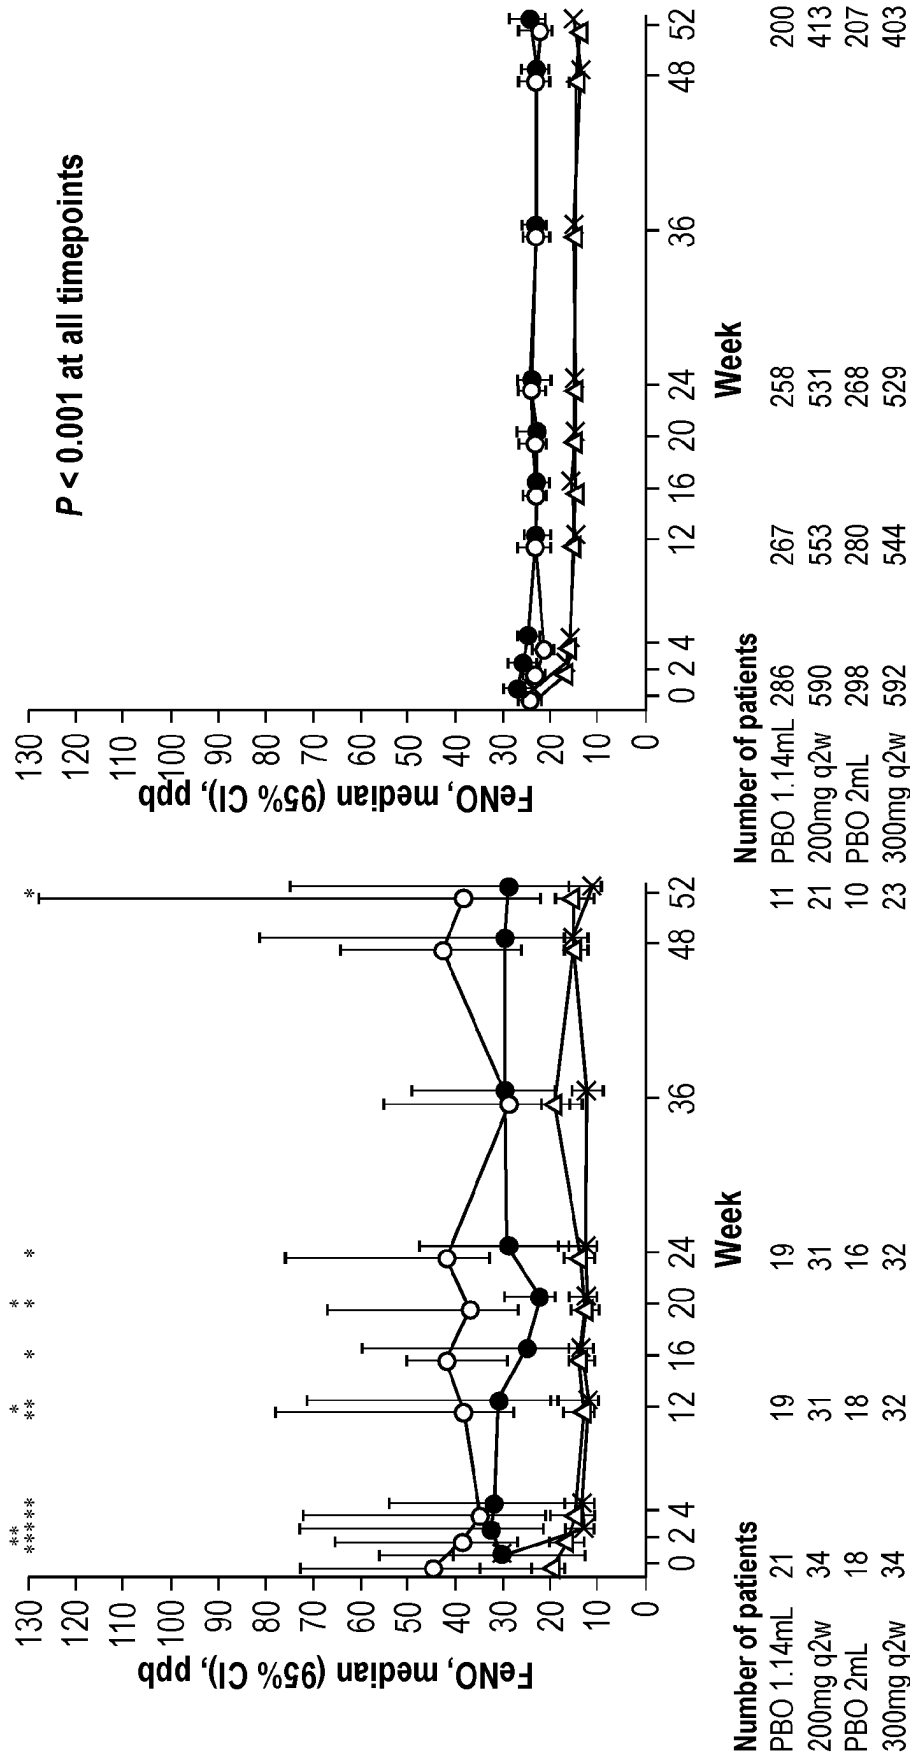 ** * *
***** ** * * * *
130
120
110
100
90
80
70
60
50
40
30
20
10
0
FeNO, median (95% CI), ppb
0 2 4 12 16 20 24 36 48 52
Week
Number of patients
PBO 1.14mL 21 19 19 11
200mg q2w 34 31 31 21
PBO 2mL 18 18 16 10
300mg q2w 34 32 32 23
P < 0.001 at all timepoints
130
120
110
100
90
80
70
60
50
40
30
20
10
0
FeNO, median (95% CI), ppb
0 2 4 12 16 20 24 36 48 52
Week
Number of patients
PBO 1.14mL 286 267 258 200
200mg q2w 590 553 531 413
PBO 2mL 298 280 268 207
300mg q2w 592 544 529 403